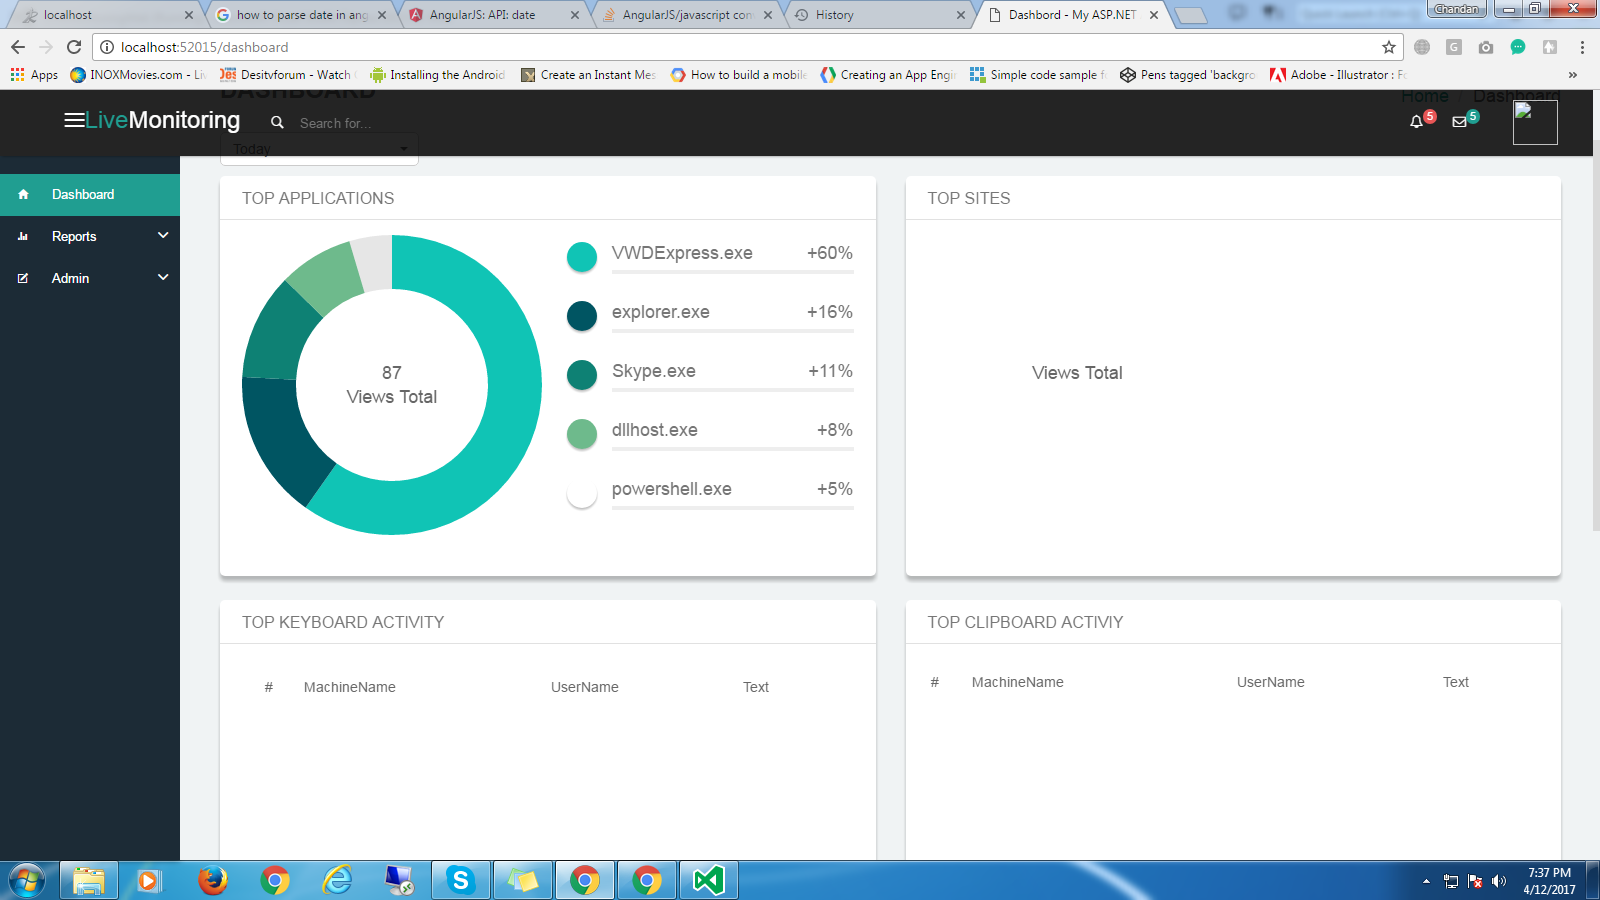 localhost
how to parse date in ang
AngularJS: API: date
AngularJS/javascript con
History
Dashbord - My ASP.NET
Chandan
localhost:52015/dashboard
Apps
INOXMovies.com - Liv
Desitvforum - Watch
Installing the Android
Create an Instant Mes
How to build a mobile
Creating an App Engi
Simple code sample f
Pens tagged 'backgro
Adobe - Illustrator : Fo
»
DASHBOARD
Home / Dashboard
LiveMonitoring
Search for...
5
5
Today
Dashboard
Reports
Admin
TOP APPLICATIONS
87
Views Total
VWDExpress.exe +60%
explorer.exe +16%
Skype.exe +11%
dllhost.exe +8%
powershell.exe +5%
TOP SITES
Views Total
TOP KEYBOARD ACTIVITY
# MachineName UserName Text
TOP CLIPBOARD ACTIVIY
# MachineName UserName Text
7:37 PM
4/12/2017